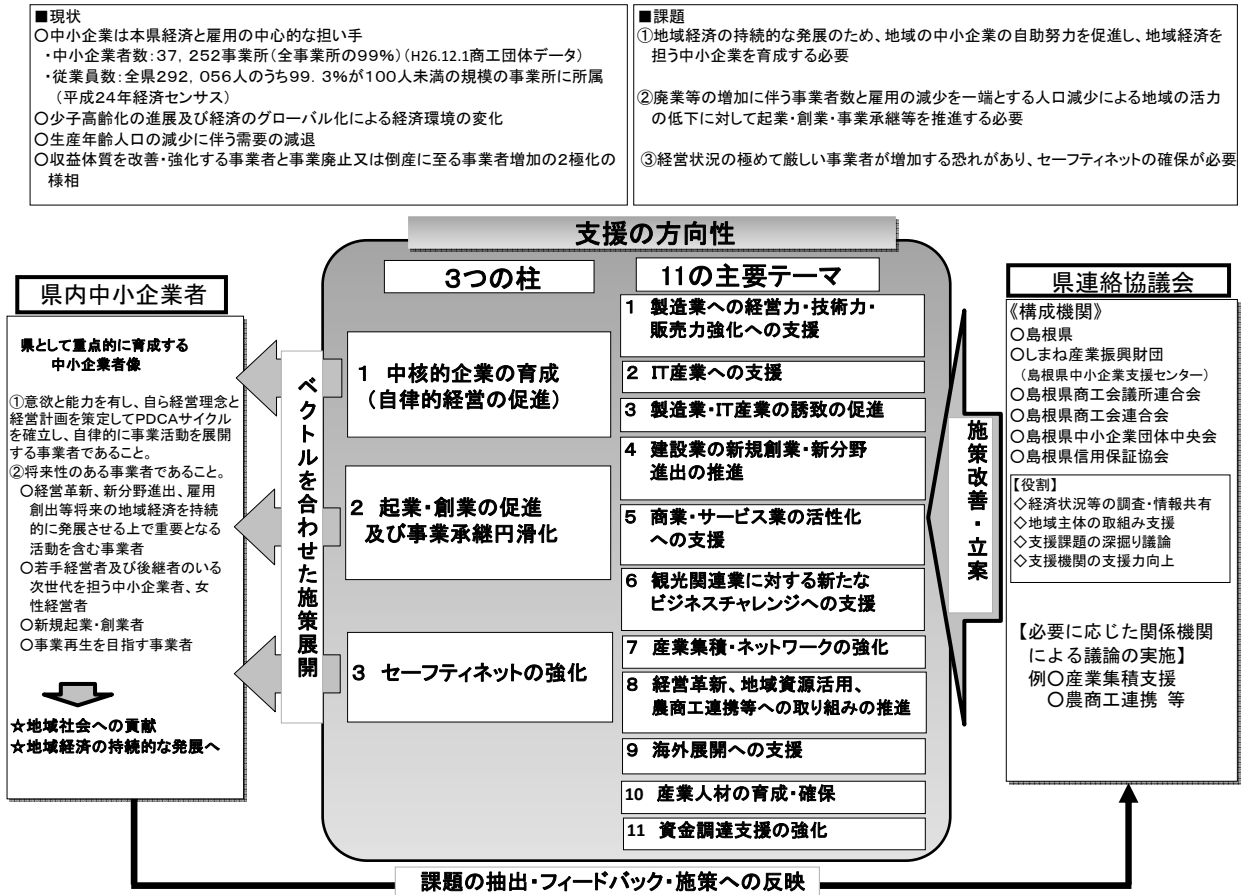 ■現状
○中小企業は本県経済と雇用の中心的な担い手
・中小企業者数:37,252事業所(全事業所の99%)(H26.12.1商工団体データ)
・従業員数:全県292,056人のうち99.3%が100人未満の規模の事業所に所属
(平成24年経済センサス)
○少子高齢化の進展及び経済のグローバル化による経済環境の変化
○生産年齢人口の減少に伴う需要の減退
○収益体質を改善・強化する事業者と事業廃止又は倒産に至る事業者増加の2極化の
様相
■課題
①地域経済の持続的な発展のため、地域の中小企業の自助努力を促進し、地域経済を
担う中小企業を育成する必要
②廃業等の増加に伴う事業者数と雇用の減少を一端とする人口減少による地域の活力
の低下に対して起業・創業・事業承継等を推進する必要
③経営状況の極めて厳しい事業者が増加する恐れがあり、セーフティネットの確保が必要
支援の方向性
県内中小企業者
県として重点的に育成する
中小企業者像
①意欲と能力を有し、自ら経営理念と
経営計画を策定してPDCAサイクル
を確立し、自律的に事業活動を展開
する事業者であること。
②将来性のある事業者であること。
○経営革新、新分野進出、雇用
創出等将来の地域経済を持続
的に発展させる上で重要となる
活動を含む事業者
○若手経営者及び後継者のいる
次世代を担う中小企業者、女
性経営者
○新規起業・創業者
○事業再生を目指す事業者
☆地域社会への貢献
☆地域経済の持続的な発展へ
ベクトルを合わせた施策展開
3つの柱
1 中核的企業の育成
(自律的経営の促進)
2 起業・創業の促進
及び事業承継円滑化
3 セーフティネットの強化
11の主要テーマ
1 製造業への経営力・技術力・
販売力強化への支援
2 IT産業への支援
3 製造業・IT産業の誘致の促進
4 建設業の新規創業・新分野
進出の推進
5 商業・サービス業の活性化
への支援
6 観光関連業に対する新たな
ビジネスチャレンジへの支援
7 産業集積・ネットワークの強化
8 経営革新、地域資源活用、
農商工連携等への取り組みの推進
9 海外展開への支援
10 産業人材の育成・確保
11 資金調達支援の強化
施策改善・立案
県連絡協議会
《構成機関》
○島根県
○しまね産業振興財団
(島根県中小企業支援センター)
○島根県商工会議所連合会
○島根県商工会連合会
○島根県中小企業団体中央会
○島根県信用保証協会
【役割】
◇経済状況等の調査・情報共有
◇地域主体の取組み支援
◇支援課題の深掘り議論
◇支援機関の支援力向上
【必要に応じた関係機関
による議論の実施】
例○産業集積支援
○農商工連携 等
課題の抽出・フィードバック・施策への反映